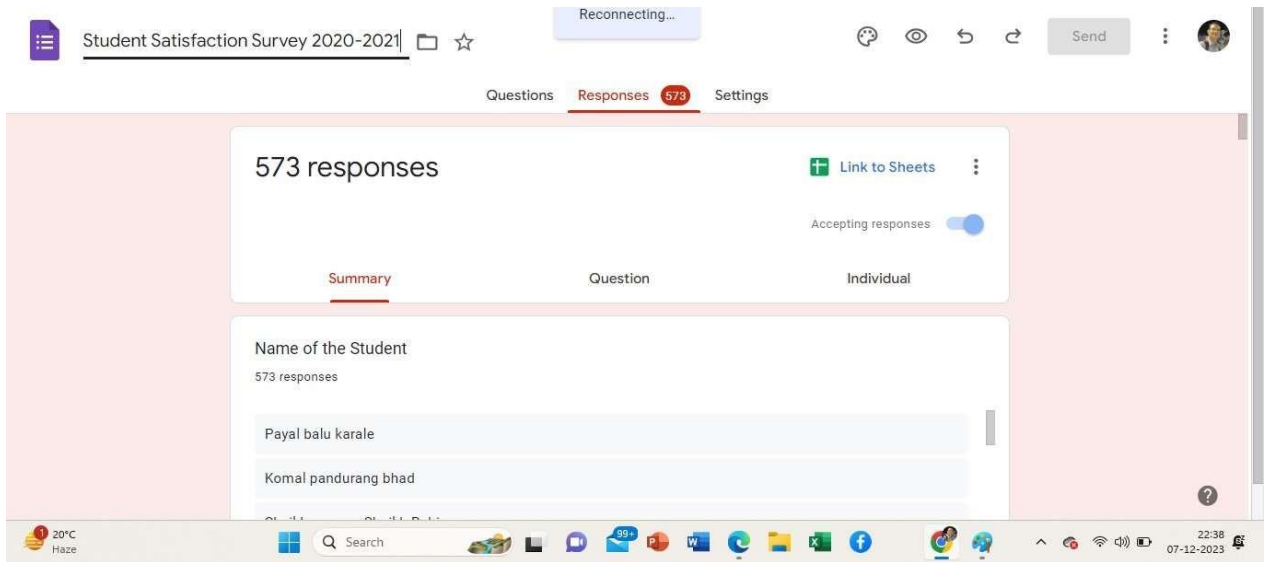 Reconnecting...
Student Satisfaction Survey 2020-2021
Send
Questions Responses 573 Settings
573 responses
Link to Sheets
Accepting responses
Summary Question Individual
Name of the Student
573 responses
Payal balu karale
Komal pandurang bhad
1 20°C
Haze
Search
99+
22:38
07-12-2023